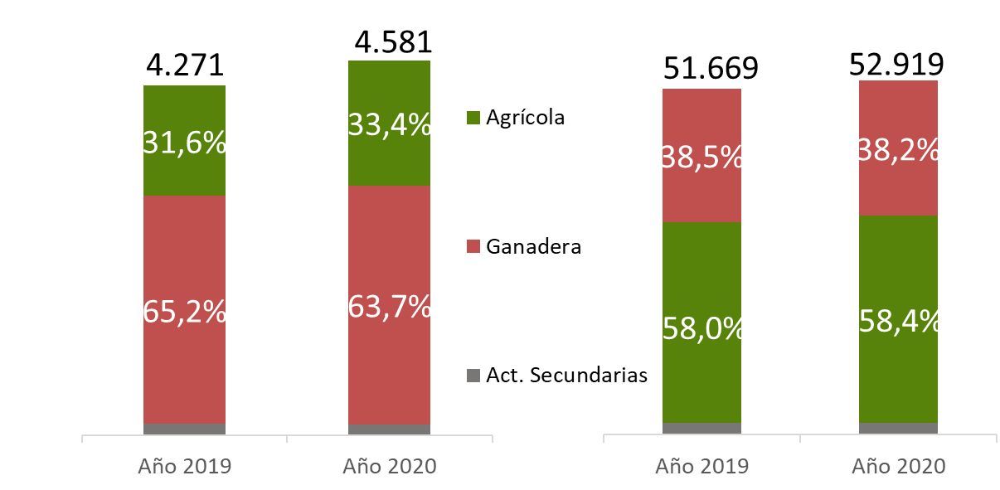 4.271
4.581
31,6%
33,4%
65,2%
63,7%
Año 2019
Año 2020
Agrícola
Ganadera
Act. Secundarias
51.669
52.919
38,5%
38,2%
58,0%
58,4%
Año 2019
Año 2020